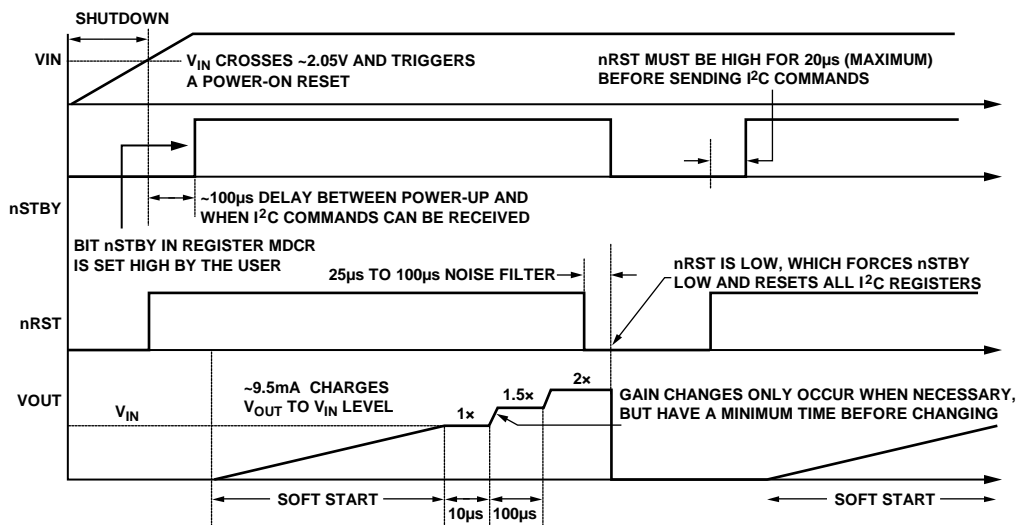 SHUTDOWN
VIN
V_IN CROSSES ~2.05V AND TRIGGERS
A POWER-ON RESET
nRST MUST BE HIGH FOR 20µs (MAXIMUM)
BEFORE SENDING I²C COMMANDS
nSTBY
~100µs DELAY BETWEEN POWER-UP AND
WHEN I²C COMMANDS CAN BE RECEIVED
BIT nSTBY IN REGISTER MDCR
IS SET HIGH BY THE USER
25µs TO 100µs NOISE FILTER
nRST IS LOW, WHICH FORCES nSTBY
LOW AND RESETS ALL I²C REGISTERS
nRST
VOUT
~9.5mA CHARGES
V_OUT TO V_IN LEVEL
V_IN
1×
1.5×
2×
GAIN CHANGES ONLY OCCUR WHEN NECESSARY,
BUT HAVE A MINIMUM TIME BEFORE CHANGING
SOFT START
10µs
100µs
SOFT START